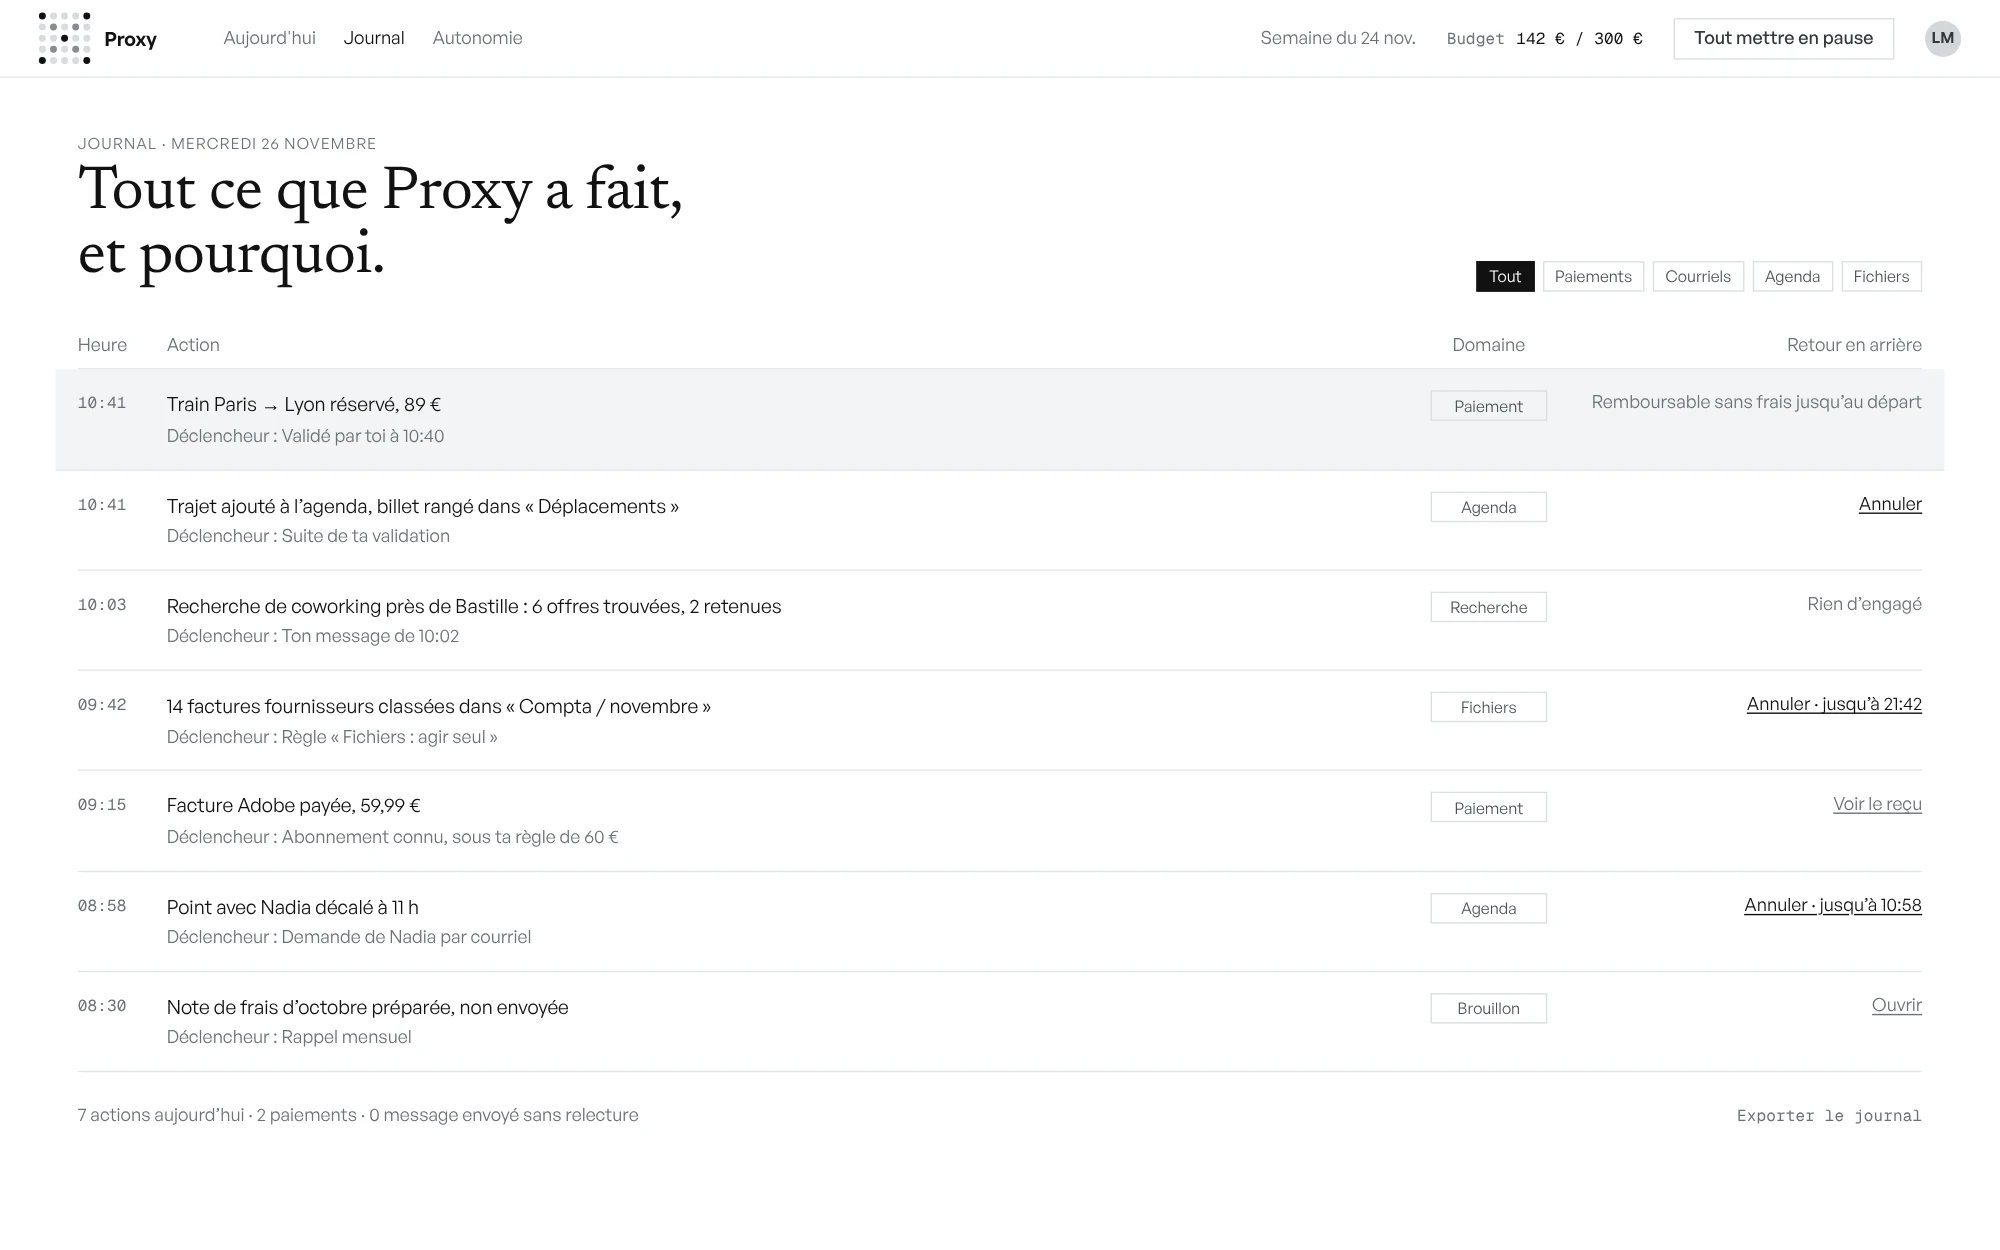 Proxy
Aujourd'hui
Journal
Autonomie
Semaine du 24 nov.
Budget 142 € / 300 €
Tout mettre en pause
LM
JOURNAL · MERCREDI 26 NOVEMBRE
Tout ce que Proxy a fait,
et pourquoi.
Tout
Paiements
Courriels
Agenda
Fichiers
Heure
Action
Domaine
Retour en arrière
10:41
Train Paris → Lyon réservé, 89 €
Déclencheur : Validé par toi à 10:40
Paiement
Remboursable sans frais jusqu’au départ
10:41
Trajet ajouté à l’agenda, billet rangé dans « Déplacements »
Déclencheur : Suite de ta validation
Agenda
Annuler
10:03
Recherche de coworking près de Bastille : 6 offres trouvées, 2 retenues
Déclencheur : Ton message de 10:02
Recherche
Rien d’engagé
09:42
14 factures fournisseurs classées dans « Compta / novembre »
Déclencheur : Règle « Fichiers : agir seul »
Fichiers
Annuler · jusqu’à 21:42
09:15
Facture Adobe payée, 59,99 €
Déclencheur : Abonnement connu, sous ta règle de 60 €
Paiement
Voir le reçu
08:58
Point avec Nadia décalé à 11 h
Déclencheur : Demande de Nadia par courriel
Agenda
Annuler · jusqu’à 10:58
08:30
Note de frais d’octobre préparée, non envoyée
Déclencheur : Rappel mensuel
Brouillon
Ouvrir
7 actions aujourd’hui · 2 paiements · 0 message envoyé sans relecture
Exporter le journal